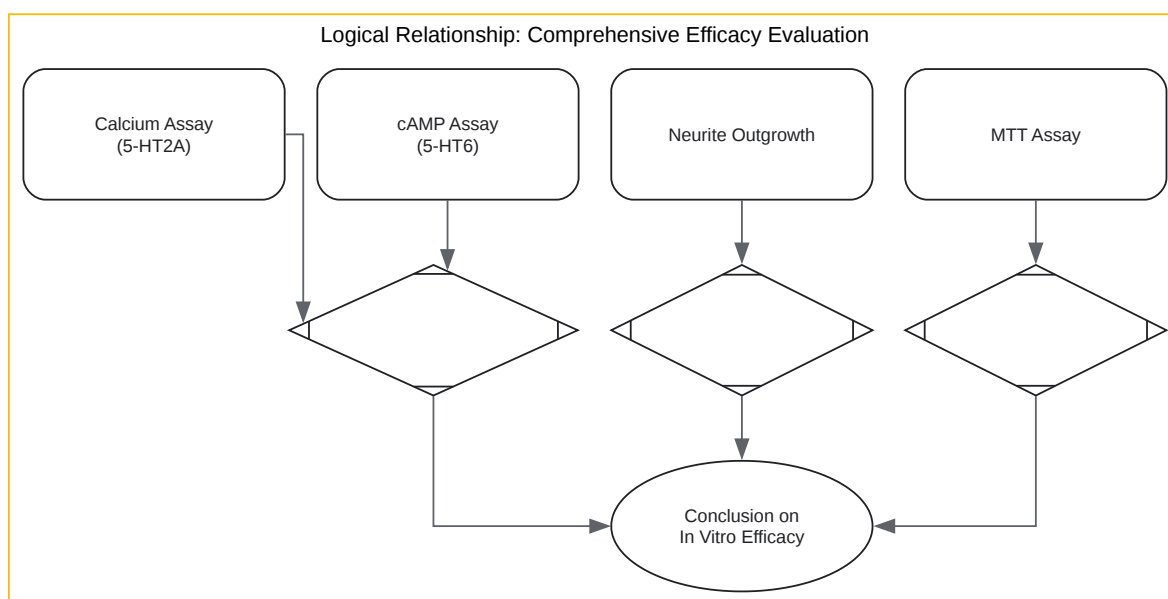 Logical Relationship: Comprehensive Efficacy Evaluation
Calcium Assay
(5-HT2A)
cAMP Assay
(5-HT6)
Neurite Outgrowth
MTT Assay
Conclusion on
In Vitro Efficacy